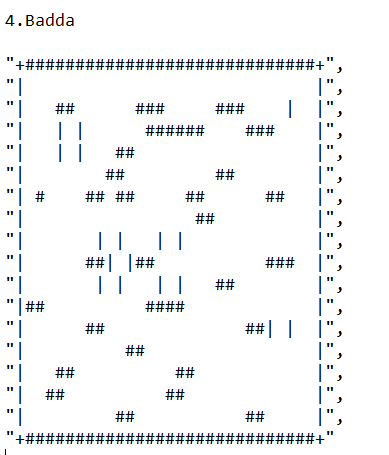 4.Badda
"+#############################+",
"|                             |",
"|   ##      ###     ###    |  |",
"|   | |      ######    ###    |",
"|   | |   ##                  |",
"|        ##         ##        |",
"| #    ## ##     ##      ##   |",
"|                 ##          |",
"|       | |   | |             |",
"|      ##| |##           ###  |",
"|       | |   | |   ##        |",
"|##          ####             |",
"|      ##              ##| |  |",
"|          ##                 |",
"|   ##          ##            |",
"|  ##          ##             |",
"|         ##           ##     |",
"+#############################+"